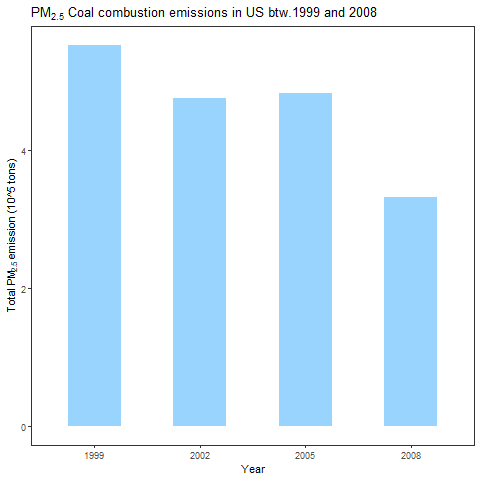 PM2.5 Coal combustion emissions in US btw.1999 and 2008
Total PM2.5 emission (10^5 tons)
4
2
0
1999 2002 2005 2008
Year